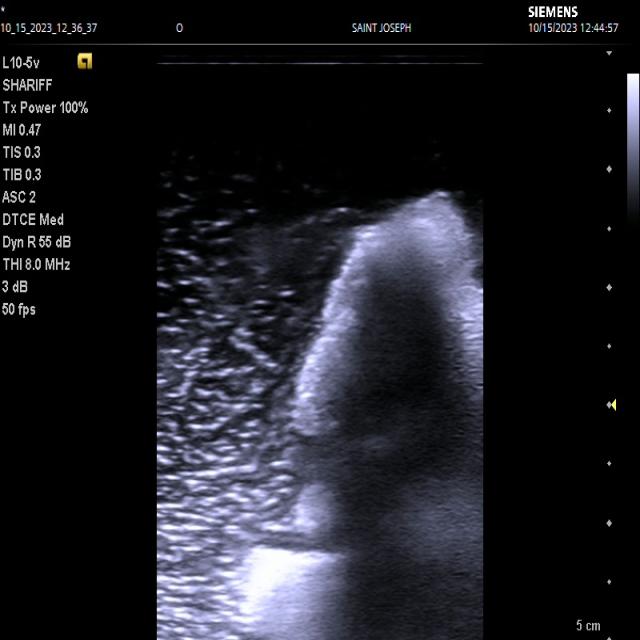 *
SIEMENS
10_15_2023_12_36_37
O
SAINT JOSEPH
10/15/2023 12:44:57
L10-5v
SHARIFF
Tx Power 100%
MI 0.47
TIS 0.3
TIB 0.3
ASC 2
DTCE Med
Dyn R 55 dB
THI 8.0 MHz
3 dB
50 fps
5 cm